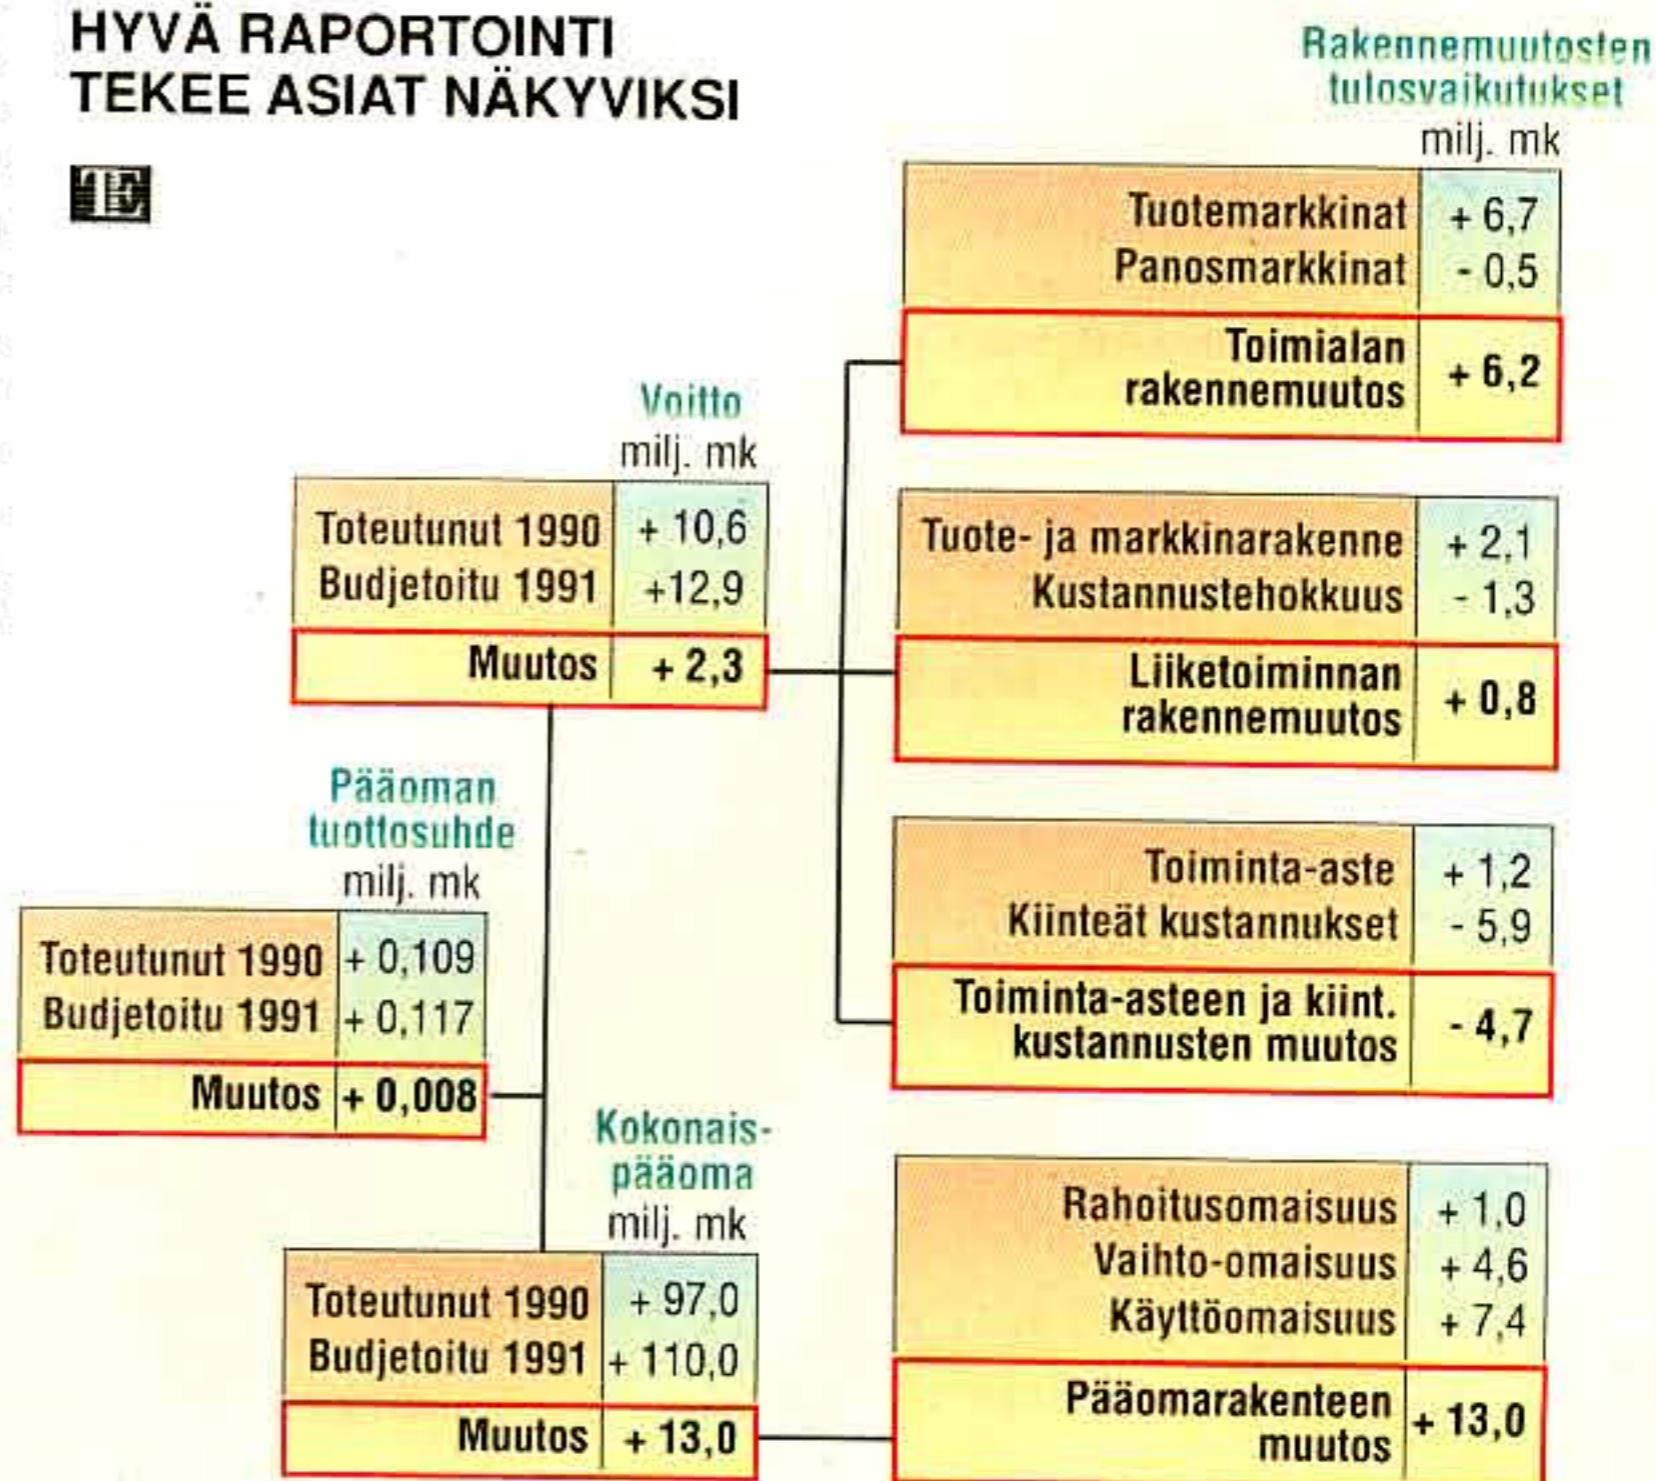 HYVÄ RAPORTOINTI
TEKEE ASIAT NÄKYVIKSI
TE
Rakennemuutosten
tulosvaikutukset
milj. mk
Tuotemarkkinat + 6,7
Panosmarkkinat - 0,5
Toimialan
rakennemuutos + 6,2
Voitto
milj. mk
Toteutunut 1990 + 10,6
Budjetoitu 1991 +12,9
Muutos + 2,3
Tuote- ja markkinarakenne + 2,1
Kustannustehokkuus - 1,3
Liiketoiminnan
rakennemuutos + 0,8
Pääoman
tuottosuhde
milj. mk
Toteutunut 1990 + 0,109
Budjetoitu 1991 + 0,117
Muutos + 0,008
Toiminta-aste + 1,2
Kiinteät kustannukset - 5,9
Toiminta-asteen ja kiint.
kustannusten muutos - 4,7
Kokonais-
pääoma
milj. mk
Toteutunut 1990 + 97,0
Budjetoitu 1991 + 110,0
Muutos + 13,0
Rahoitusomaisuus + 1,0
Vaihto-omaisuus + 4,6
Käyttöomaisuus + 7,4
Pääomarakenteen
muutos + 13,0